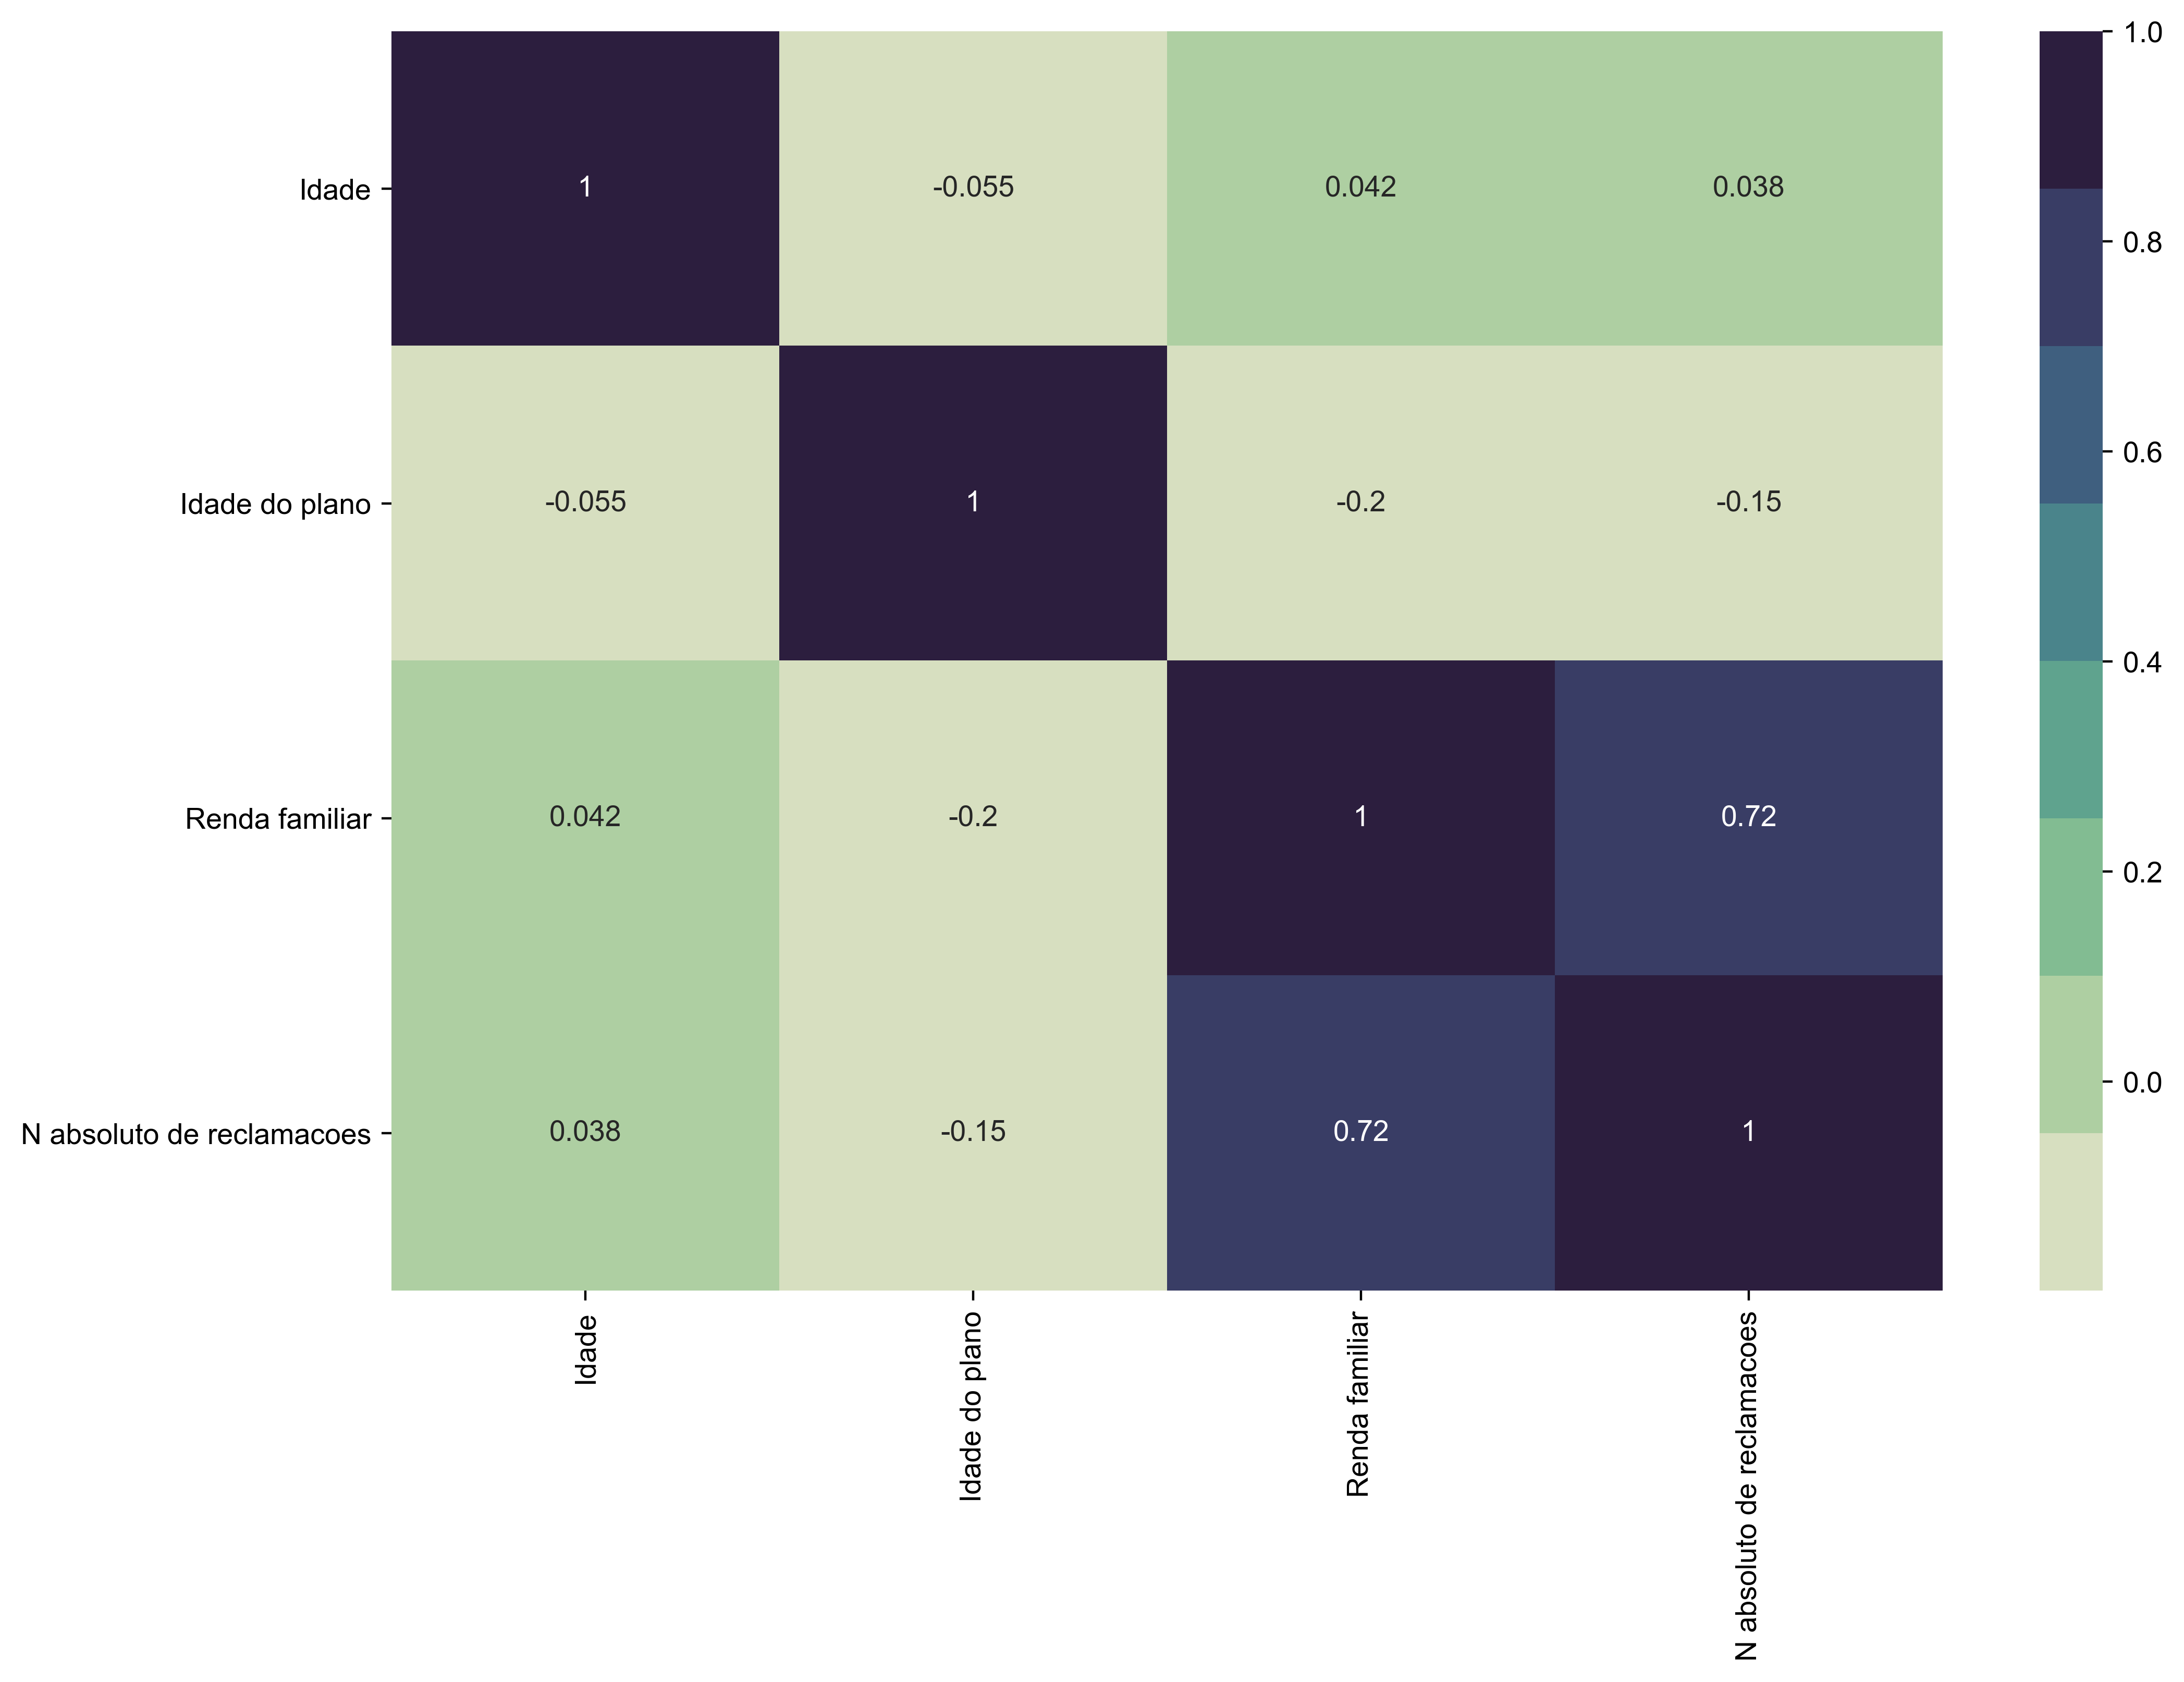 1.0
Idade
1
-0.055
0.042
0.038
0.8
0.6
Idade do plano
-0.055
1
-0.2
-0.15
0.4
Renda familiar
0.042
-0.2
1
0.72
0.2
0.0
N absoluto de reclamacoes
0.038
-0.15
0.72
1
Idade
Idade do plano
Renda familiar
N absoluto de reclamacoes